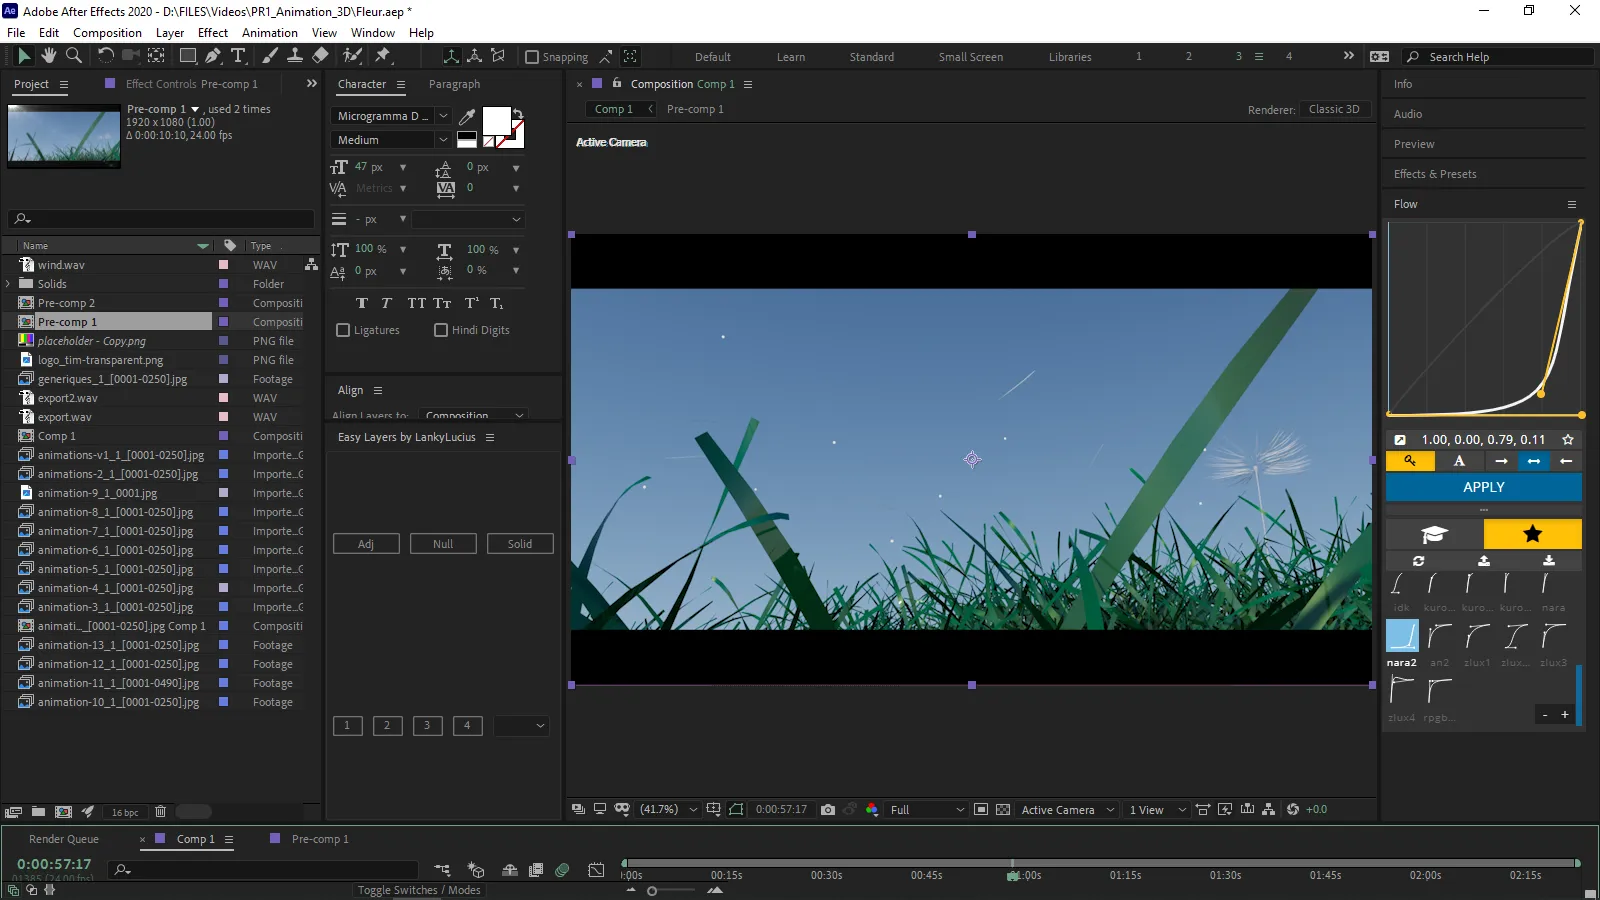 Adobe After Effects 2020 - D:\FILES\Videos\PR1_Animation_3D\Fleur.aep *
File Edit Composition Layer Effect Animation View Window Help
Snapping
Default Learn Standard Small Screen Libraries 1 2 3 4
Search Help
Project Effect Controls Pre-comp 1
Pre-comp 1 , used 2 times
1920 x 1080 (1.00)
Δ 0:00:10:10, 24.00 fps
Name Type
wind.wav WAV
Solids Folder
Pre-comp 2 Compositi
Pre-comp 1 Compositi
placeholder - Copy.png PNG file
logo_tim-transparent.png PNG file
generiques_1_[0001-0250].jpg Footage
export2.wav WAV
export.wav WAV
Comp 1 Compositi
animations-v1_1_[0001-0250].jpg Importe...G
animations-2_1_[0001-0250].jpg Importe...G
animation-9_1_0001.jpg Importe...G
animation-8_1_[0001-0250].jpg Importe...G
animation-7_1_[0001-0250].jpg Importe...G
animation-6_1_[0001-0250].jpg Importe...G
animation-5_1_[0001-0250].jpg Importe...G
animation-4_1_[0001-0250].jpg Importe...G
animation-3_1_[0001-0250].jpg Importe...G
animati..._[0001-0250].jpg Comp 1 Compositi
animation-13_1_[0001-0250].jpg Footage
animation-12_1_[0001-0250].jpg Footage
animation-11_1_[0001-0490].jpg Footage
animation-10_1_[0001-0250].jpg Footage
16 bpc
Character Paragraph
Microgramma D ...
Medium
47 px 0 px
Metrics 0
- px
100 % 100 %
0 px 0 %
Ligatures Hindi Digits
Align
Align Layers to: Composition
Easy Layers by LankyLucius
Adj Null Solid
1 2 3 4
Composition Comp 1
Comp 1 Pre-comp 1
Renderer: Classic 3D
Active Camera
(41.7%) 0:00:57:17 Full Active Camera 1 View +0.0
Info
Audio
Preview
Effects & Presets
Flow
1.00, 0.00, 0.79, 0.11
A
APPLY
idk kuro... kuro... kuro... nara
nara2 an2 zlux1 zlux... zlux3
zlux4 rpgb...
- +
Render Queue Comp 1 Pre-comp 1
0:00:57:17
01385 (24.00 fps)
Toggle Switches / Modes
:00s 00:15s 00:30s 00:45s 01:00s 01:15s 01:30s 01:45s 02:00s 02:15s